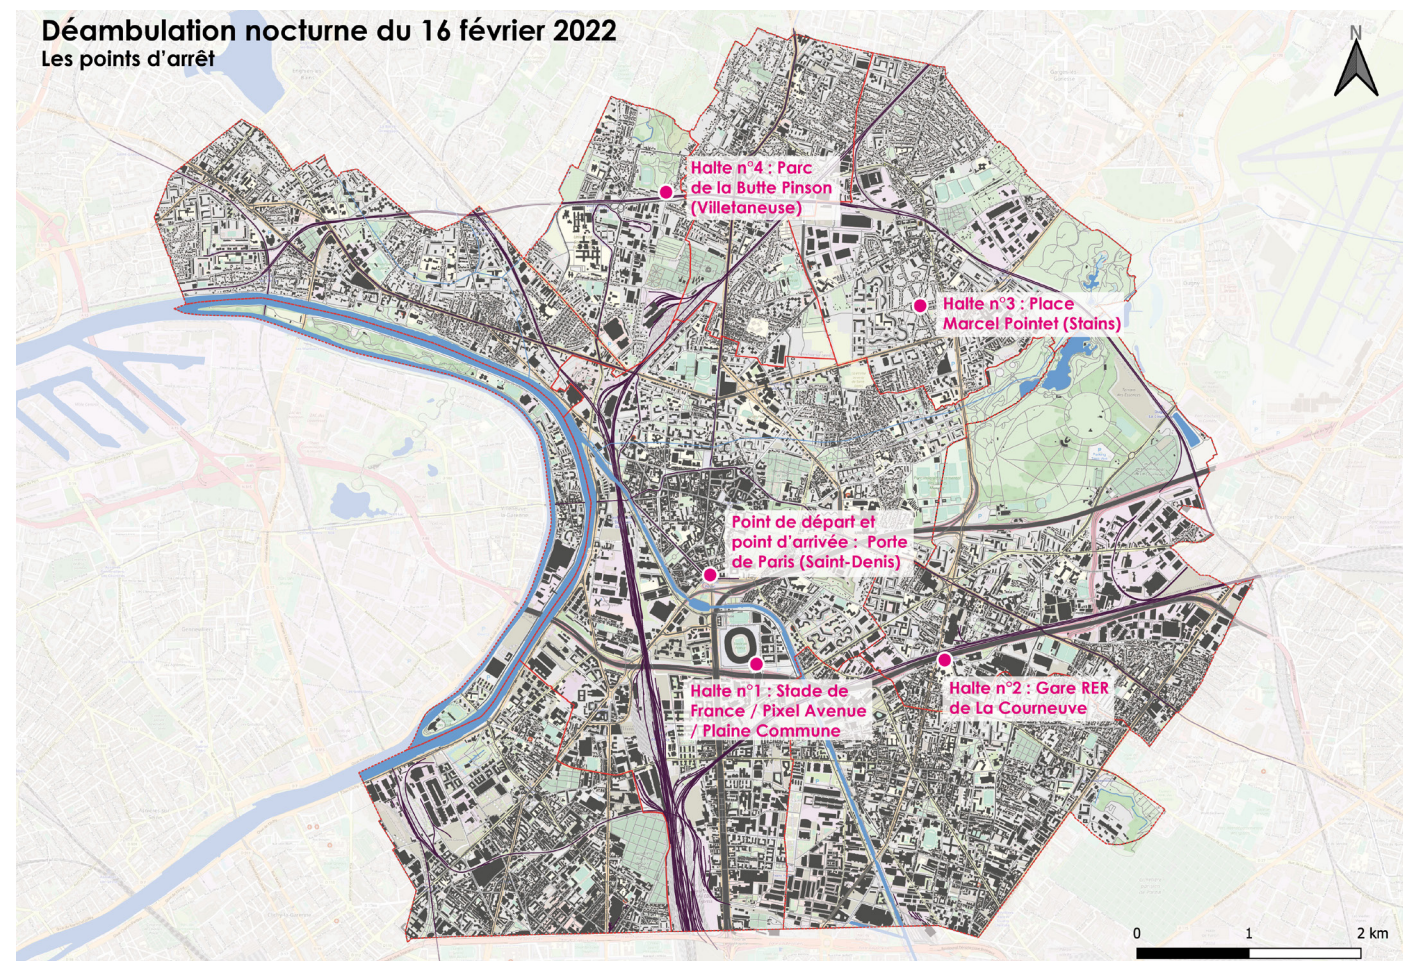 Déambulation nocturne du 16 février 2022
Les points d'arrêt
N
Halte n°4 : Parc
de la Butte Pinson
(Villetaneuse)
Halte n°3 : Place
Marcel Pointet (Stains)
Point de départ et
point d'arrivée : Porte
de Paris (Saint-Denis)
Halte n°1 : Stade de
France / Pixel Avenue
/ Plaine Commune
Halte n°2 : Gare RER
de La Courneuve
0 1 2 km